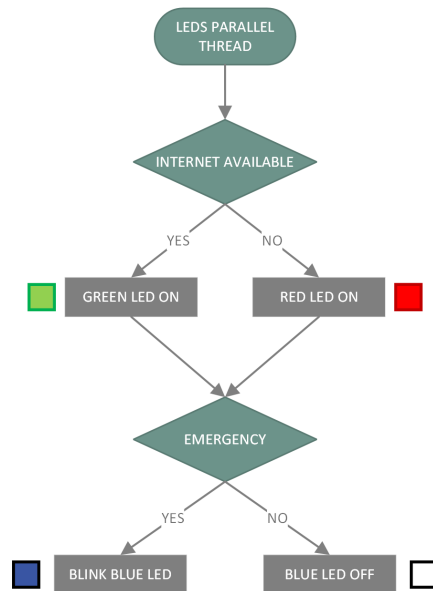 LEDS PARALLEL
THREAD
INTERNET AVAILABLE
YES
NO
GREEN LED ON
RED LED ON
EMERGENCY
YES
NO
BLINK BLUE LED
BLUE LED OFF